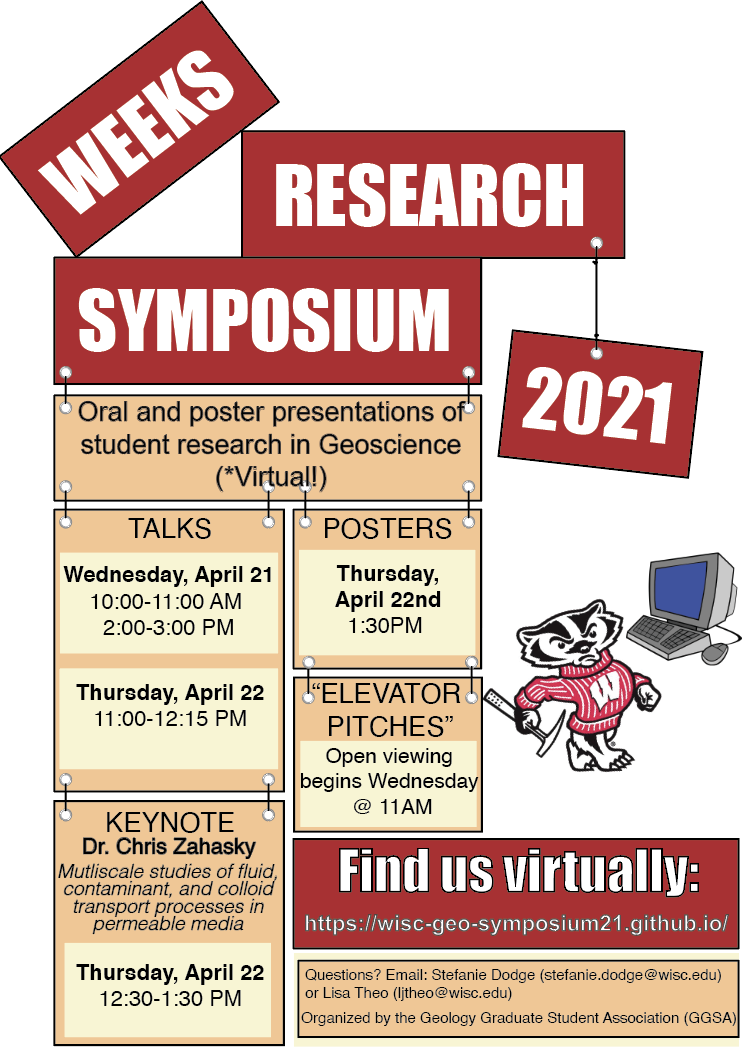 WEEKS
RESEARCH
SYMPOSIUM
2021
Oral and poster presentations of
student research in Geoscience
(*Virtual!)
TALKS
Wednesday, April 21
10:00-11:00 AM
2:00-3:00 PM
Thursday, April 22
11:00-12:15 PM
POSTERS
Thursday,
April 22nd
1:30PM
"ELEVATOR
PITCHES"
Open viewing
begins Wednesday
@ 11AM
W
KEYNOTE
Dr. Chris Zahasky
Mutliscale studies of fluid,
contaminant, and colloid
transport processes in
permeable media
Thursday, April 22
12:30-1:30 PM
Find us virtually:
https://wisc-geo-symposium21.github.io/
Questions? Email: Stefanie Dodge (stefanie.dodge@wisc.edu)
or Lisa Theo (ljtheo@wisc.edu)
Organized by the Geology Graduate Student Association (GGSA)